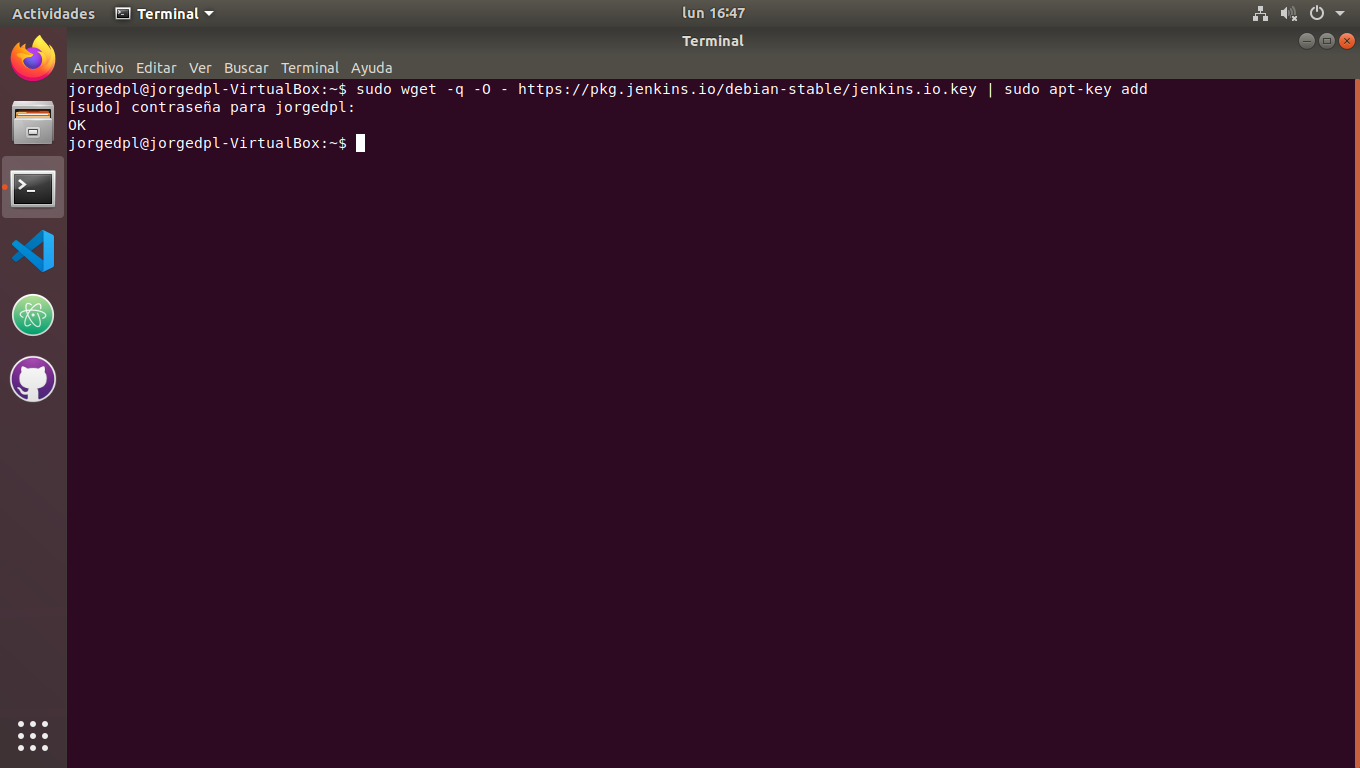 Actividades Terminal lun 16:47
Terminal
Archivo Editar Ver Buscar Terminal Ayuda
jorgedpl@jorgedpl-VirtualBox:~$ sudo wget -q -O - https://pkg.jenkins.io/debian-stable/jenkins.io.key | sudo apt-key add
[sudo] contraseña para jorgedpl:
OK
jorgedpl@jorgedpl-VirtualBox:~$